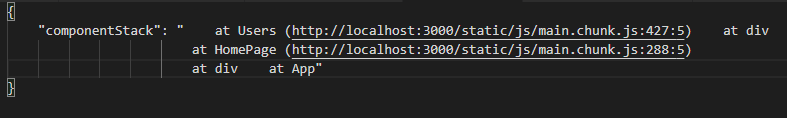 {
"componentStack": "    at Users (http://localhost:3000/static/js/main.chunk.js:427:5)    at div
at HomePage (http://localhost:3000/static/js/main.chunk.js:288:5)
at div    at App"
}